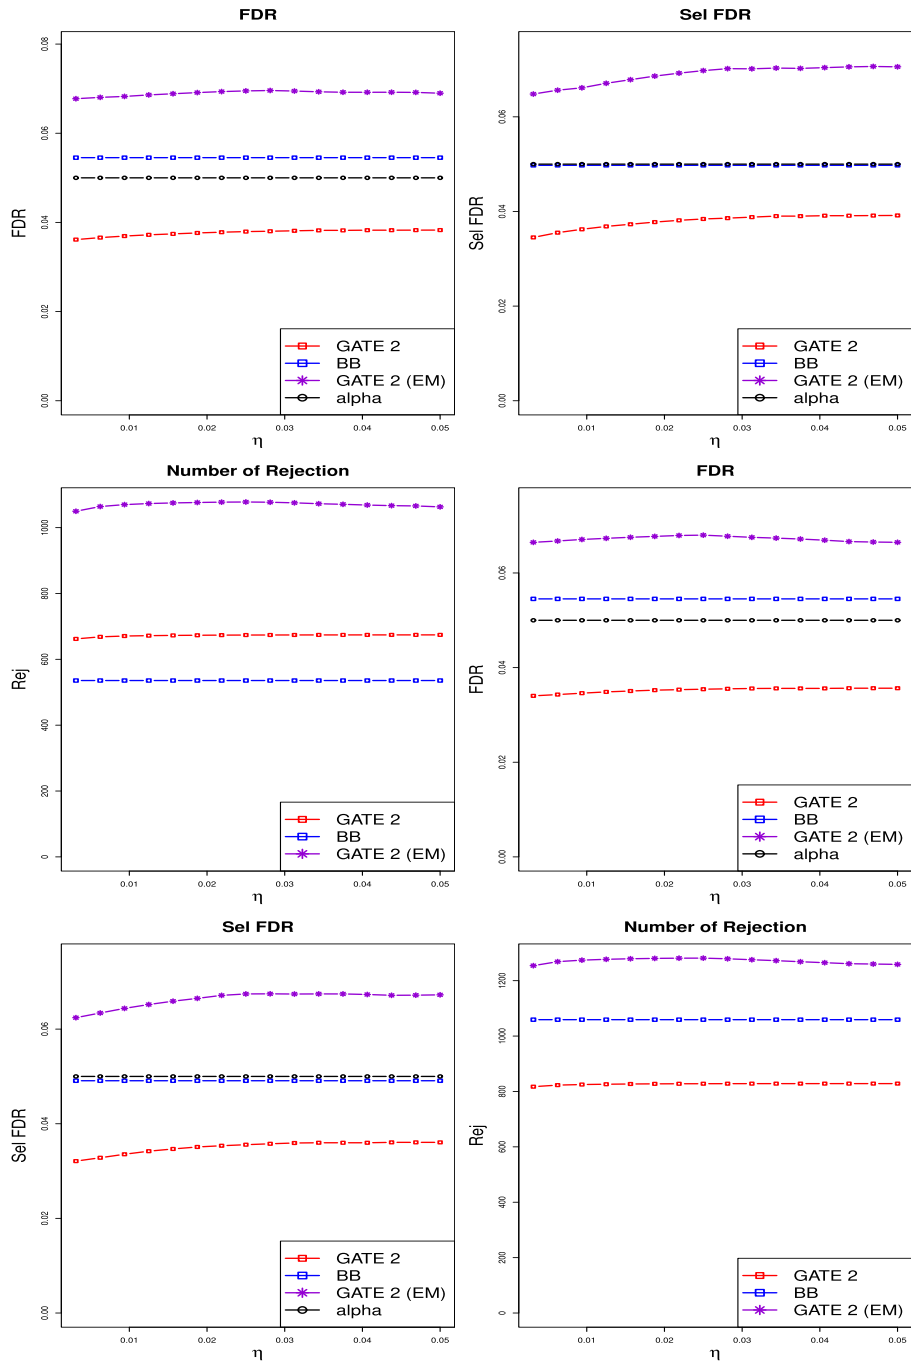 FDR
FDR
0.00 0.02 0.04 0.06 0.08
0.01 0.02 0.03 0.04 0.05
η
GATE 2
BB
GATE 2 (EM)
alpha
Sel FDR
Sel FDR
0.00 0.02 0.04 0.06
0.01 0.02 0.03 0.04 0.05
η
GATE 2
BB
GATE 2 (EM)
alpha
Number of Rejection
Rej
0 200 400 600 800 1000
0.01 0.02 0.03 0.04 0.05
η
GATE 2
BB
GATE 2 (EM)
FDR
FDR
0.00 0.02 0.04 0.06
0.01 0.02 0.03 0.04 0.05
η
GATE 2
BB
GATE 2 (EM)
alpha
Sel FDR
Sel FDR
0.00 0.02 0.04 0.06
0.01 0.02 0.03 0.04 0.05
η
GATE 2
BB
GATE 2 (EM)
alpha
Number of Rejection
Rej
0 200 400 600 800 1000 1200
0.01 0.02 0.03 0.04 0.05
η
GATE 2
BB
GATE 2 (EM)